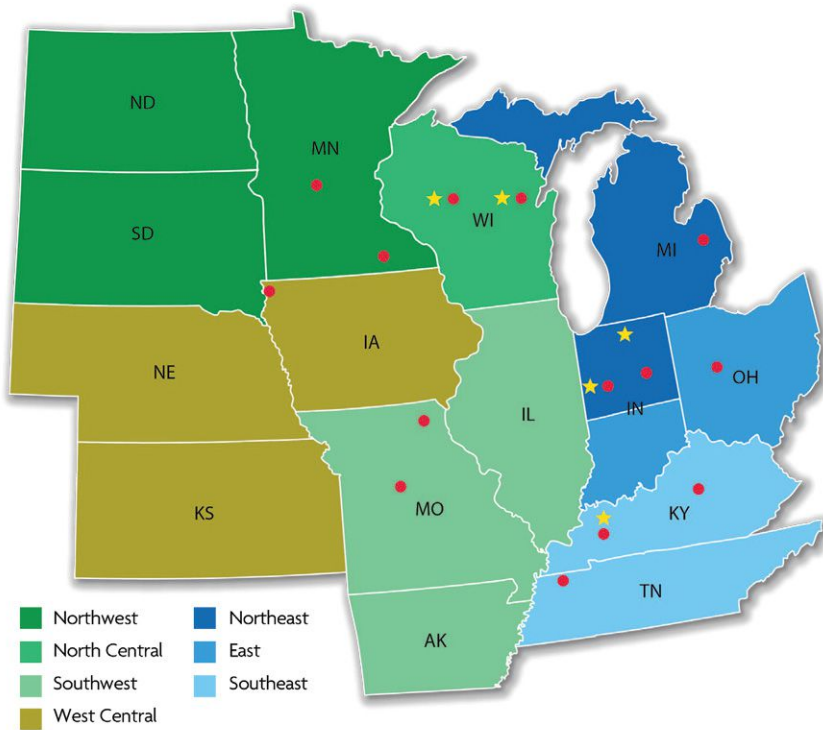 ND
MN
WI
SD
MI
IA
NE
OH
IL
IN
KS
MO
KY
TN
AK
Northwest
North Central
Southwest
West Central
Northeast
East
Southeast